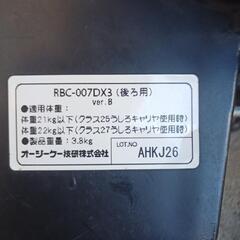 RBC-007DX3 (後ろ用)
ver.B
●適用体重:
体重21kg以下(クラス25うしろキャリヤ使用時)
体重22kg以下(クラス27うしろキャリヤ使用時)
●製品重量:3.8kg
オージーケー技研株式会社
LOT.NO
AHKJ26